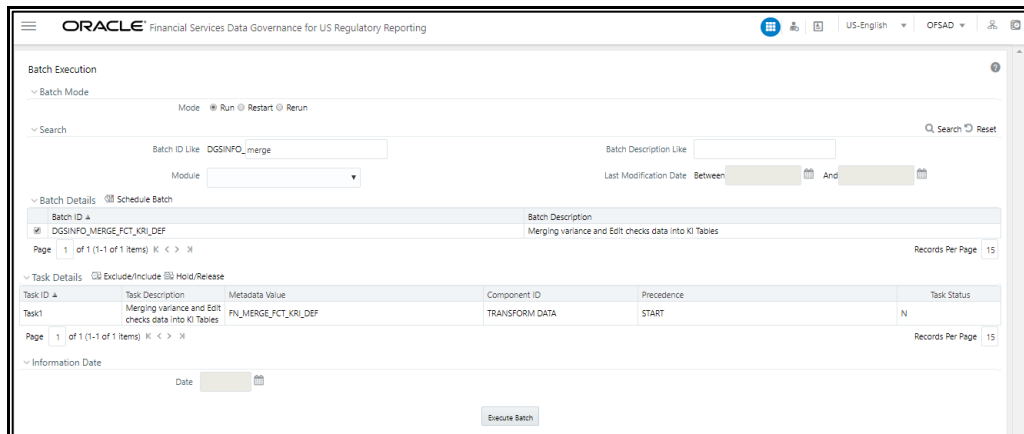 ORACLE® Financial Services Data Governance for US Regulatory Reporting US-English OFSAD
Batch Execution
Batch Mode
Mode Run Restart Rerun
Search Search Reset
Batch ID Like DGSINFO_ merge Batch Description Like
Module Last Modification Date Between And
Batch Details Schedule Batch
Batch ID Batch Description
DGSINFO_MERGE_FCT_KRI_DEF Merging variance and Edit checks data into KI Tables
Page 1 of 1 (1-1 of 1 items) Records Per Page 15
Task Details Exclude/Include Hold/Release
Task ID Task Description Metadata Value Component ID Precedence Task Status
Task1 Merging variance and Edit checks data into KI Tables FN_MERGE_FCT_KRI_DEF TRANSFORM DATA START N
Page 1 of 1 (1-1 of 1 items) Records Per Page 15
Information Date
Date
Execute Batch